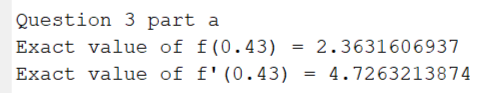 Question 3 part a
Exact value of f(0.43) = 2.3631606937
Exact value of f'(0.43) = 4.7263213874